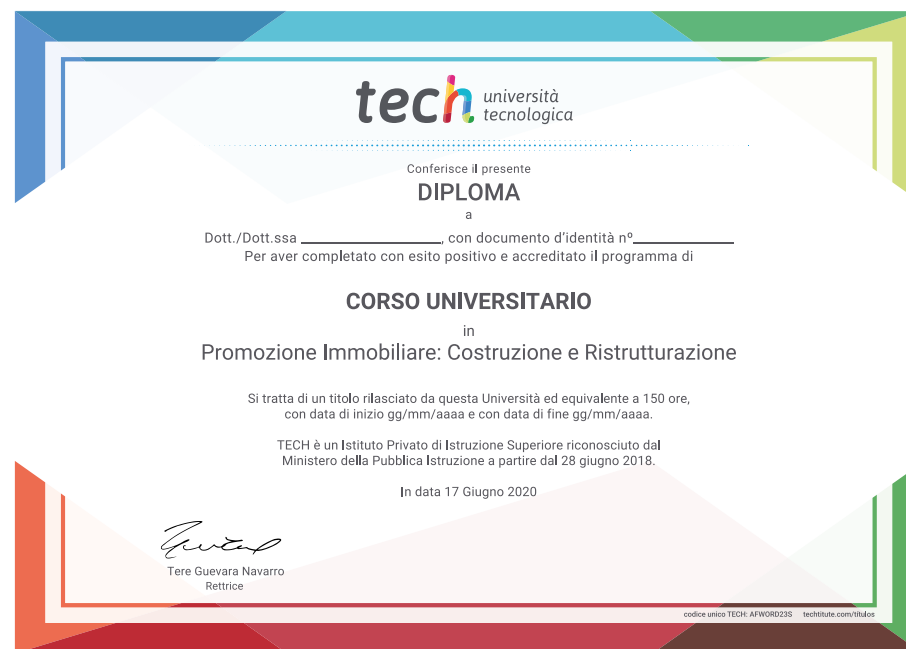 tech università
tecnologica
Conferisce il presente
DIPLOMA
a
Dott./Dott.ssa ____________________, con documento d'identità nº______________
Per aver completato con esito positivo e accreditato il programma di
CORSO UNIVERSITARIO
in
Promozione Immobiliare: Costruzione e Ristrutturazione
Si tratta di un titolo rilasciato da questa Università ed equivalente a 150 ore,
con data di inizio gg/mm/aaaa e con data di fine gg/mm/aaaa.
TECH è un Istituto Privato di Istruzione Superiore riconosciuto dal
Ministero della Pubblica Istruzione a partire dal 28 giugno 2018.
In data 17 Giugno 2020
Tere Guevara Navarro
Rettrice
codice unico TECH: AFWORD23S techtitute.com/titulos